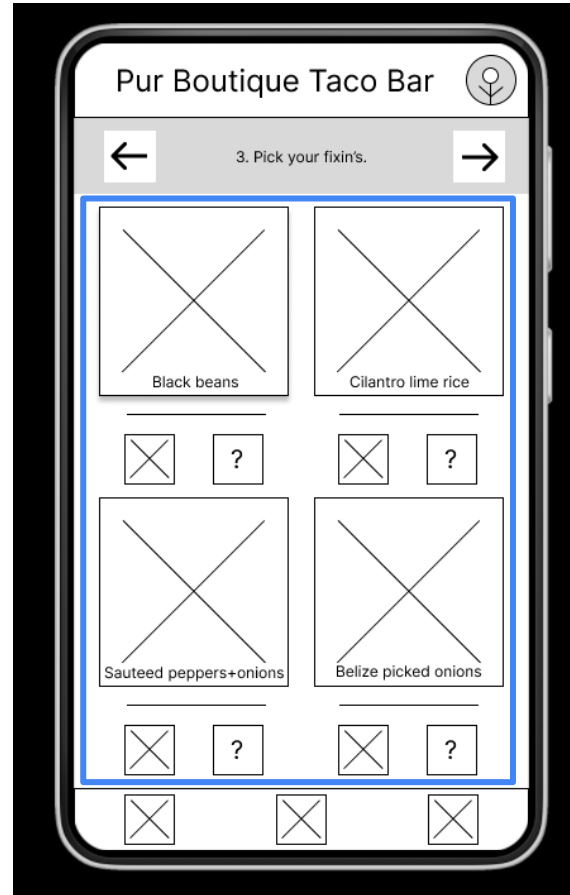 Pur Boutique Taco Bar
3. Pick your fixin's.
Black beans
Cilantro lime rice
?
?
Sauteed peppers+onions
Belize picked onions
?
?